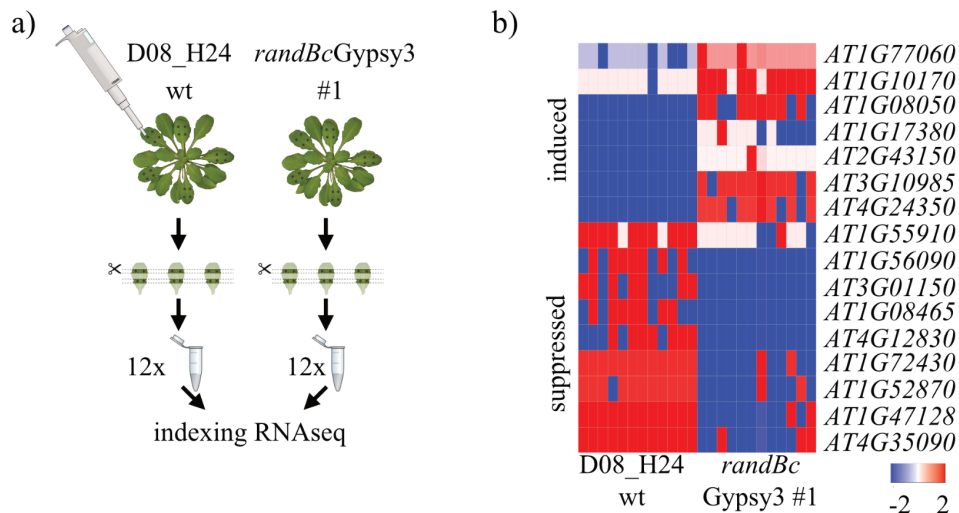 a)
D08_H24
wt
randBcGypsy3
#1
12x
12x
indexing RNAseq
b)
induced
suppressed
AT1G77060
AT1G10170
AT1G08050
AT1G17380
AT2G43150
AT3G10985
AT4G24350
AT1G55910
AT1G56090
AT3G01150
AT1G08465
AT4G12830
AT1G72430
AT1G52870
AT1G47128
AT4G35090
D08_H24
wt
randBc
Gypsy3 #1
-2 2